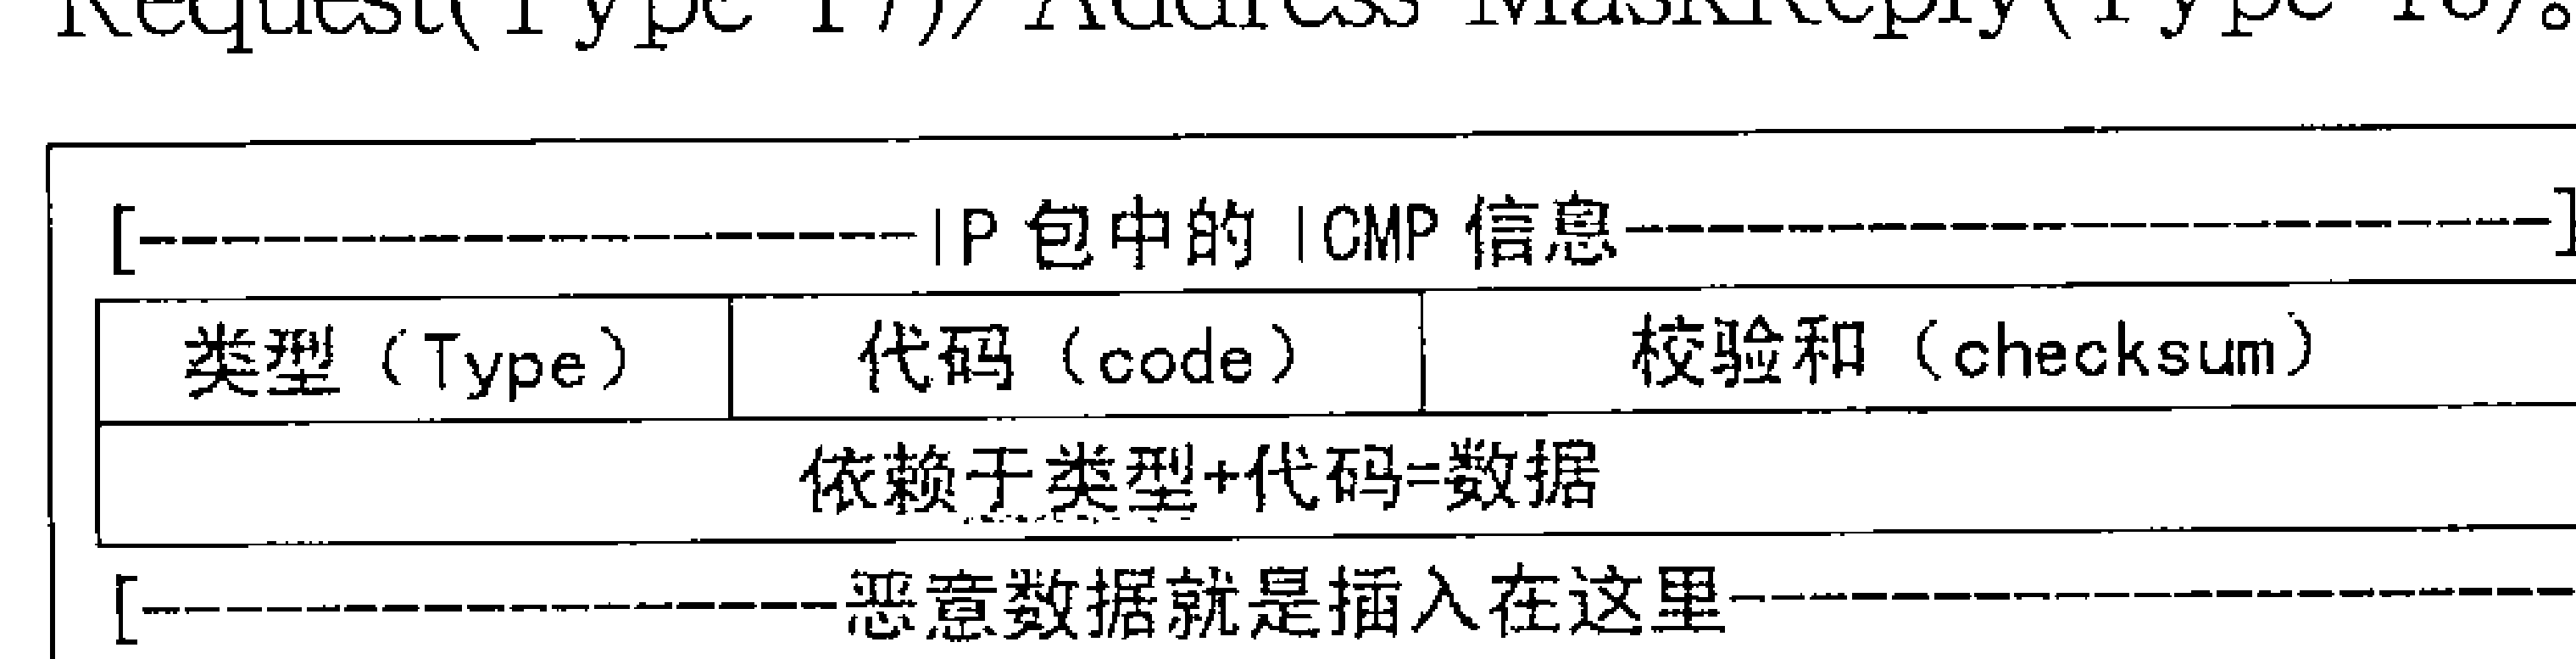 Request(Type 17)/Address MaskReply(Type 18)。
[-----------------------IP 包中的 ICMP 信息---------------------------]
类型（Type） 代码（code） 校验和（checksum）
依赖于类型+代码=数据
[--------------------恶意数据就是插入在这里-------------------------